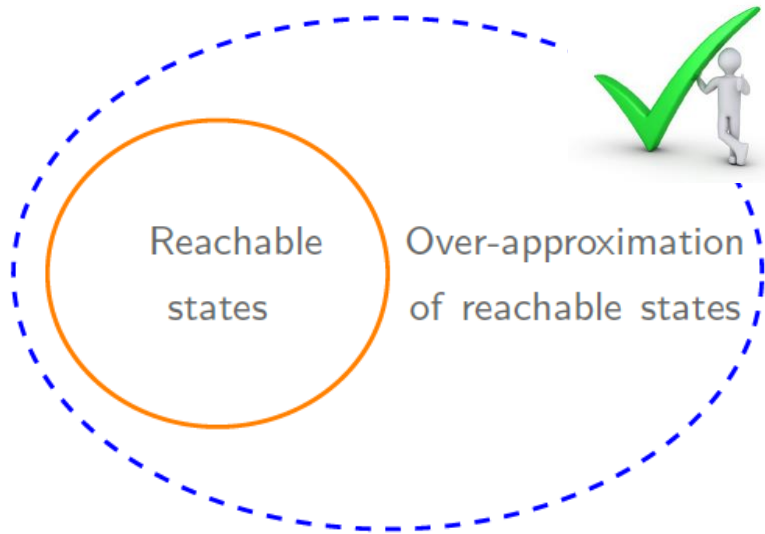 Reachable
states
Over-approximation
of reachable states